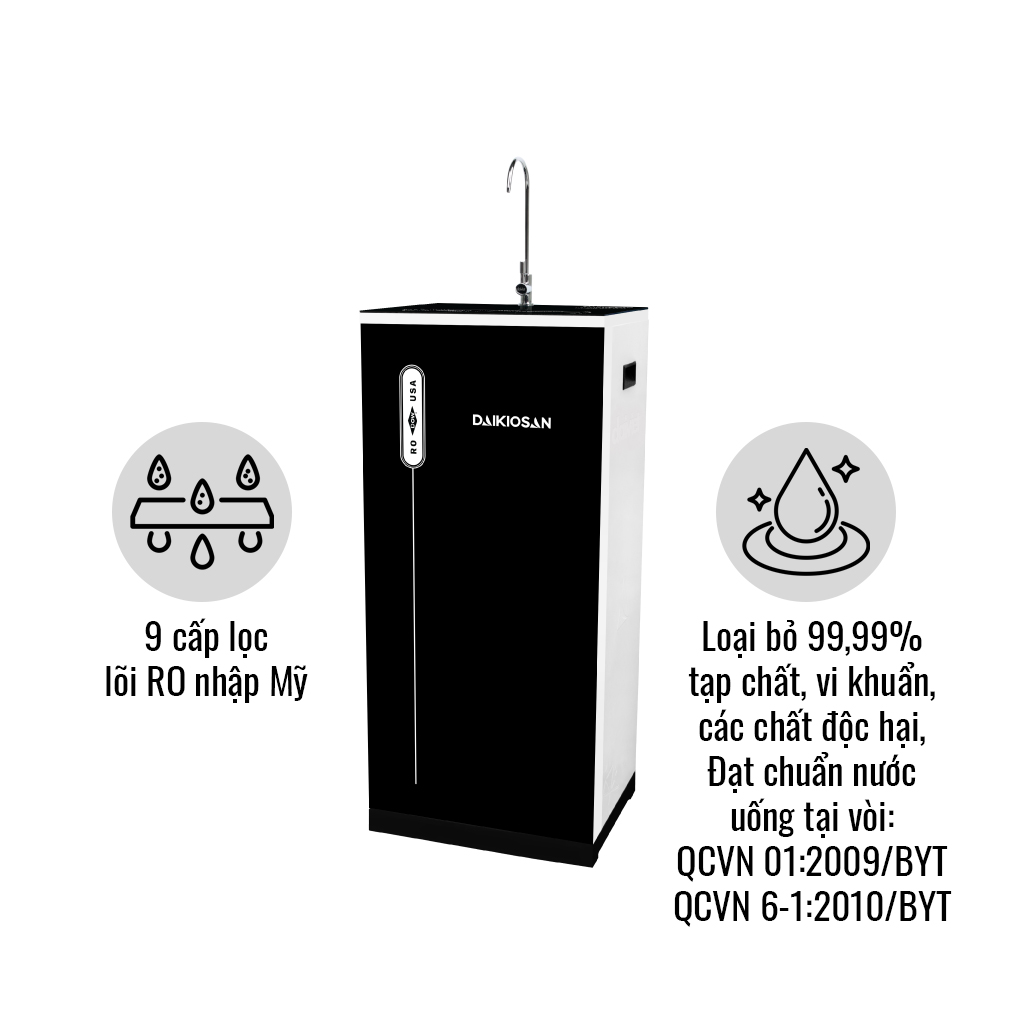 RO DOW USA
DAIKIOSAN
9 cấp lọc
lõi RO nhập Mỹ
Loại bỏ 99,99%
tạp chất, vi khuẩn,
các chất độc hại,
Đạt chuẩn nước
uống tại vòi:
QCVN 01:2009/BYT
QCVN 6-1:2010/BYT